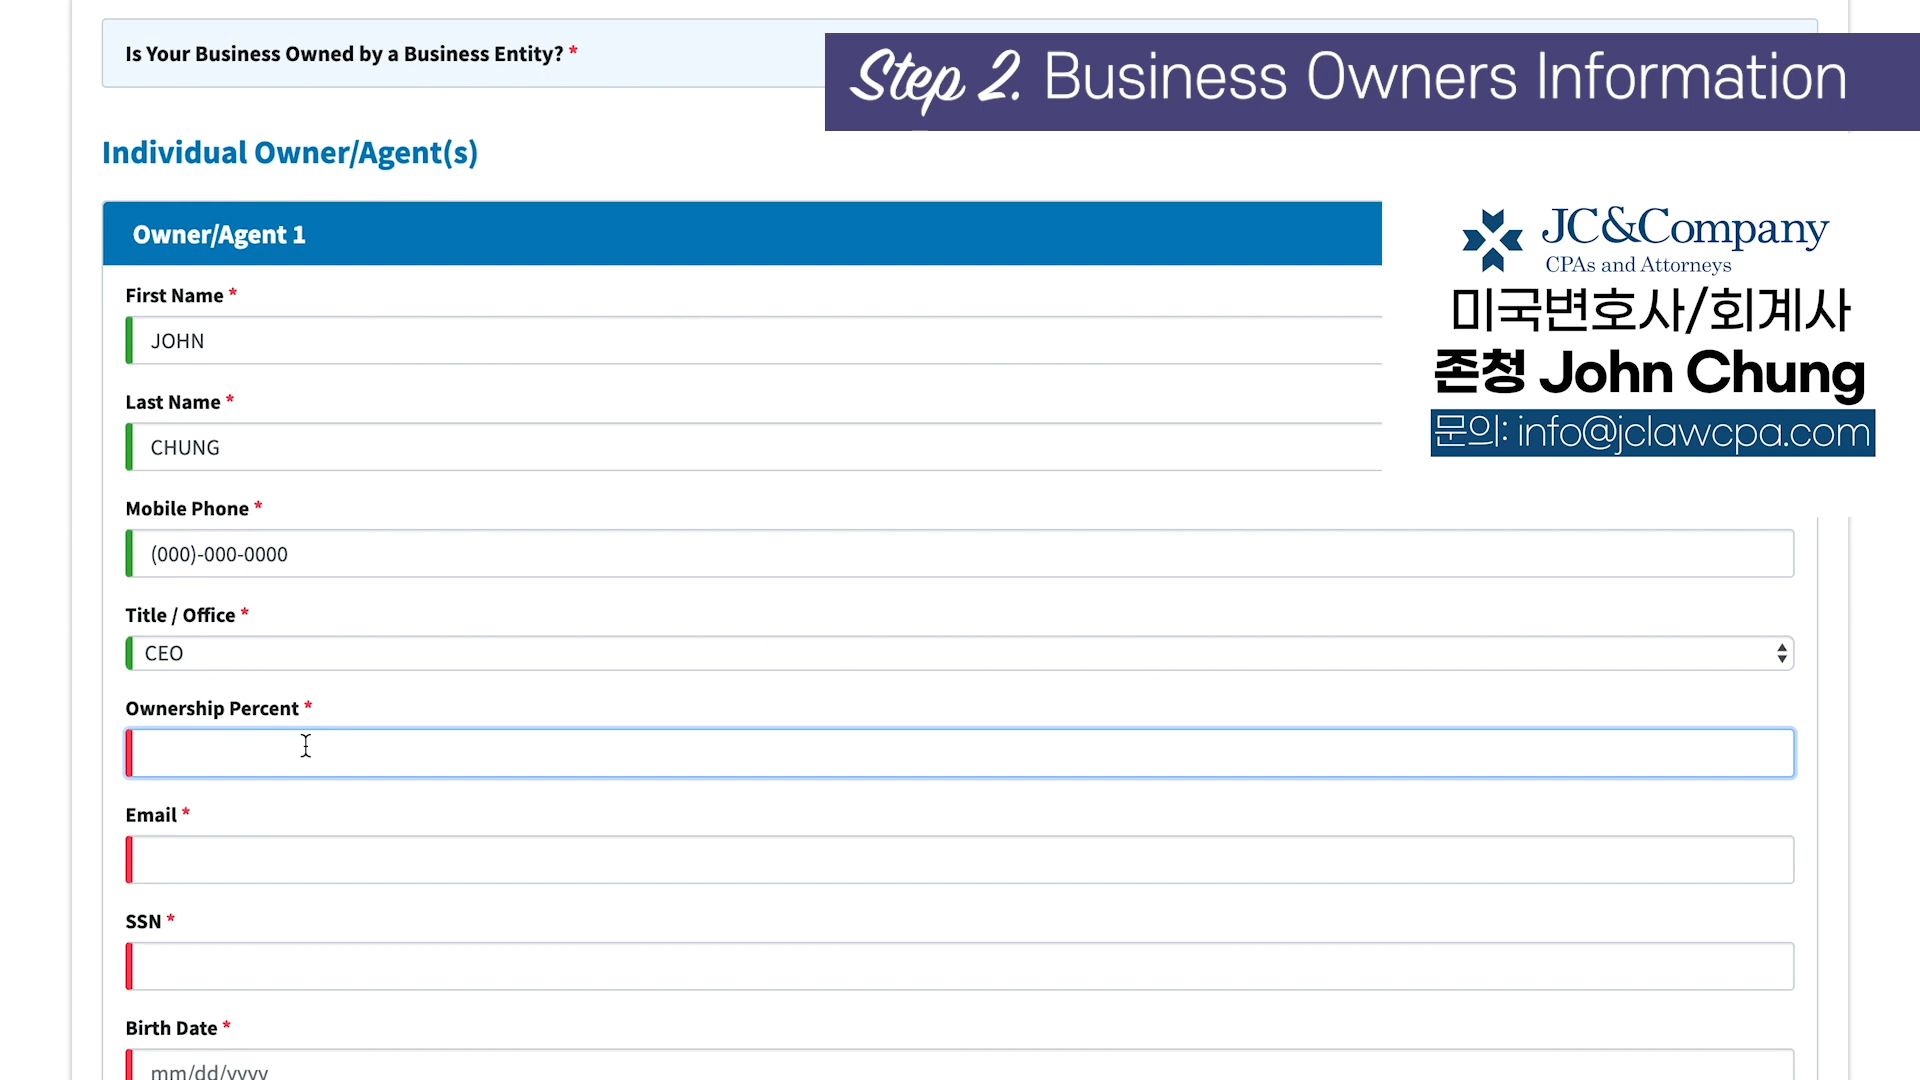 Is Your Business Owned by a Business Entity? *
Step 2. Business Owners Information
Individual Owner/Agent(s)
Owner/Agent 1
JC&Company
CPAs and Attorneys
미국변호사/회계사
존청 John Chung
문의: info@jclawcpa.com
First Name *
JOHN
Last Name *
CHUNG
Mobile Phone *
(000)-000-0000
Title / Office *
CEO
Ownership Percent *
Email *
SSN *
Birth Date *
mm/dd/yyyy